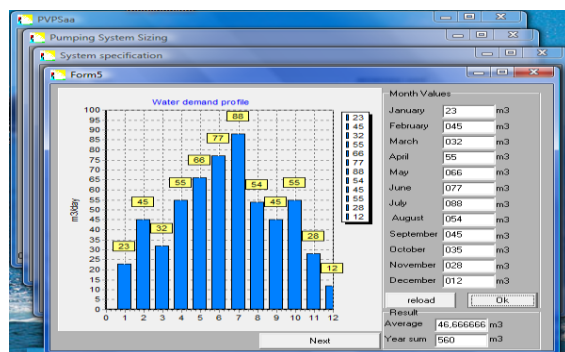 PVPSaa
Pumping System Sizing
System specification
Form5
Water demand profile
m3day
100
95
90
85
80
75
70
65
60
55
50
45
40
35
30
25
20
15
10
5
0
23
45
32
55
66
77
88
54
45
55
28
12
0 1 2 3 4 5 6 7 8 9 10 11 12
23
45
32
55
66
77
88
54
45
55
28
12
Next
Month Values
January 23 m3
February 045 m3
March 032 m3
April 55 m3
May 066 m3
June 077 m3
July 088 m3
August 054 m3
September 045 m3
October 035 m3
November 028 m3
December 012 m3
reload Ok
Result
Average 46,666666 m3
Year sum 560 m3